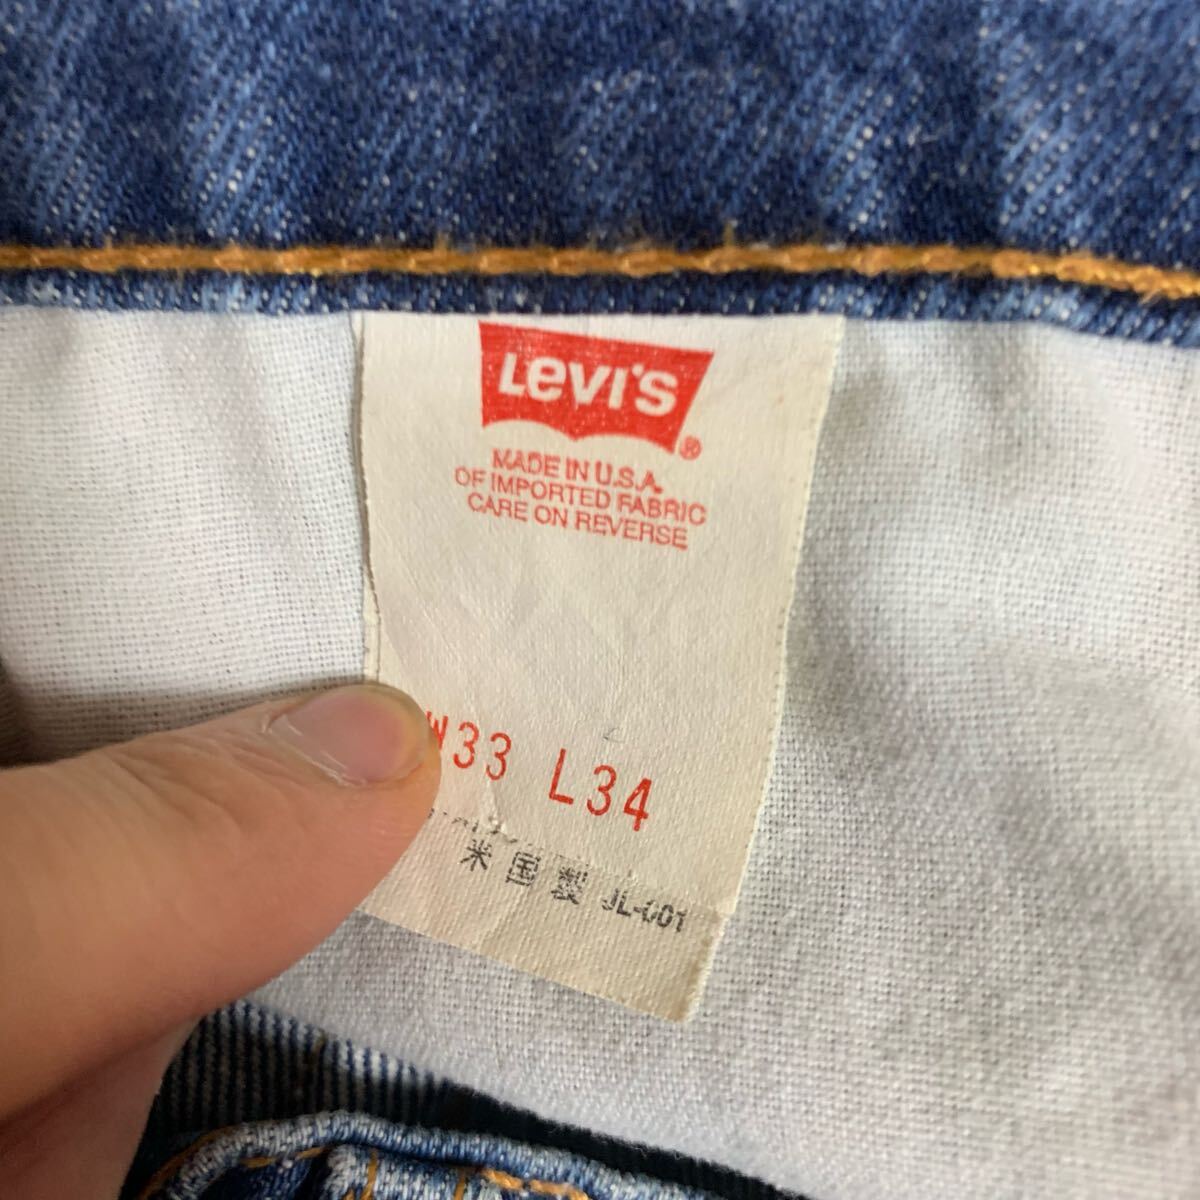 LEVI'S®
MADE IN U.S.A.
OF IMPORTED FABRIC
CARE ON REVERSE
W33 L34
米国製 JL-001